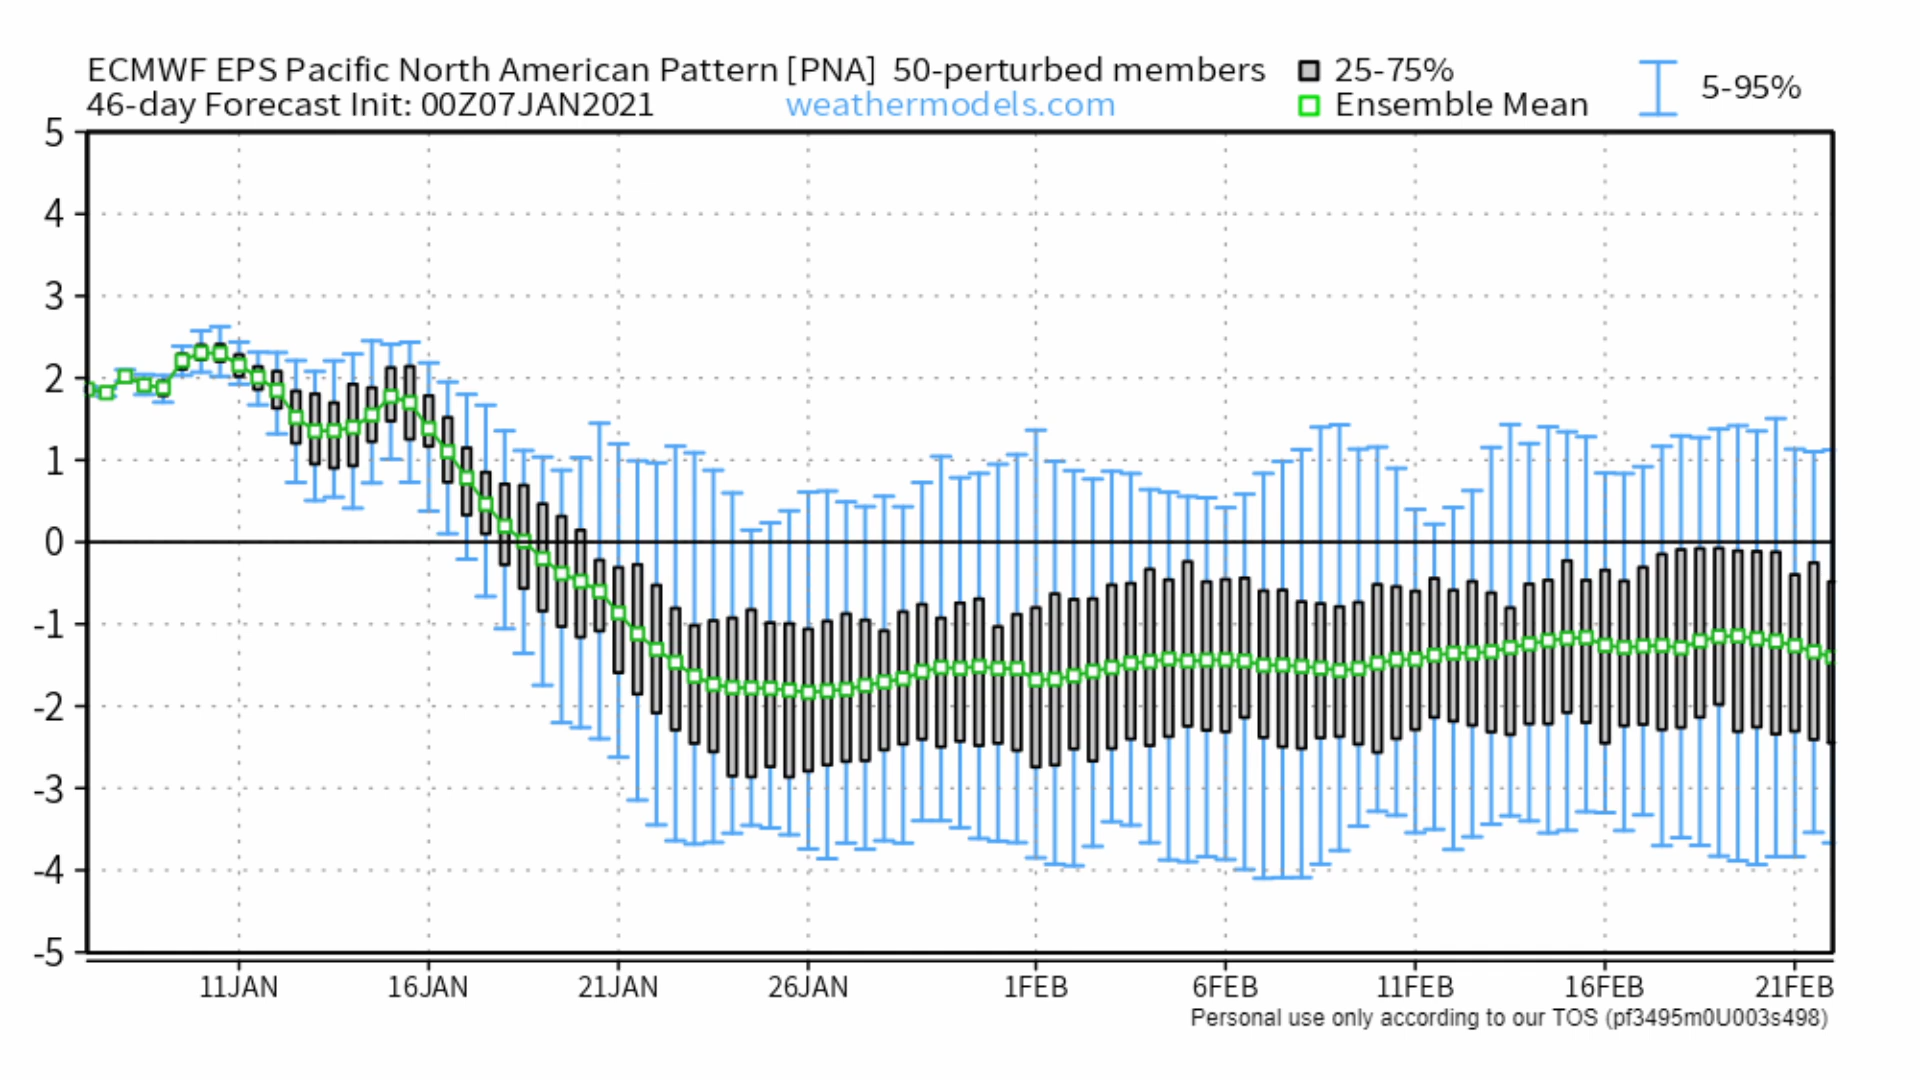 ECMWF EPS Pacific North American Pattern [PNA] 50-perturbed members
25-75%
5-95%
46-day Forecast Init: 00Z07JAN2021
weathermodels.com
Ensemble Mean
5
4
3
2
1
0
-1
-2
-3
-4
-5
11JAN 16JAN 21JAN 26JAN 1FEB 6FEB 11FEB 16FEB 21FEB
Personal use only according to our TOS (pf3495m0U003s498)